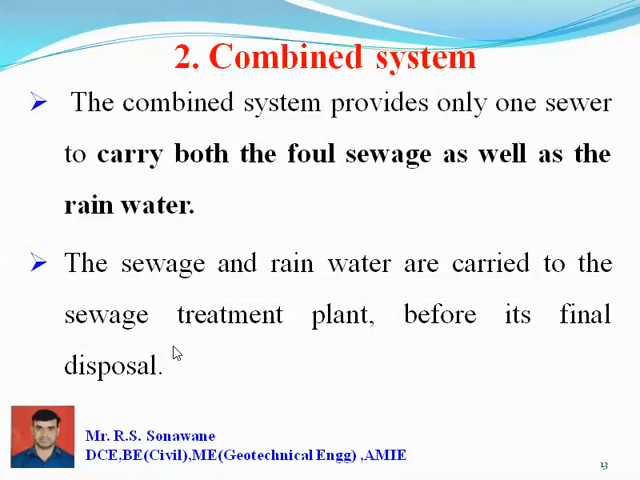 2. Combined system
The combined system provides only one sewer
to carry both the foul sewage as well as the
rain water.
The sewage and rain water are carried to the
sewage treatment plant, before its final
disposal.
Mr. R.S. Sonawane
DCE,BE(Civil),ME(Geotechnical Engg) ,AMIE
13